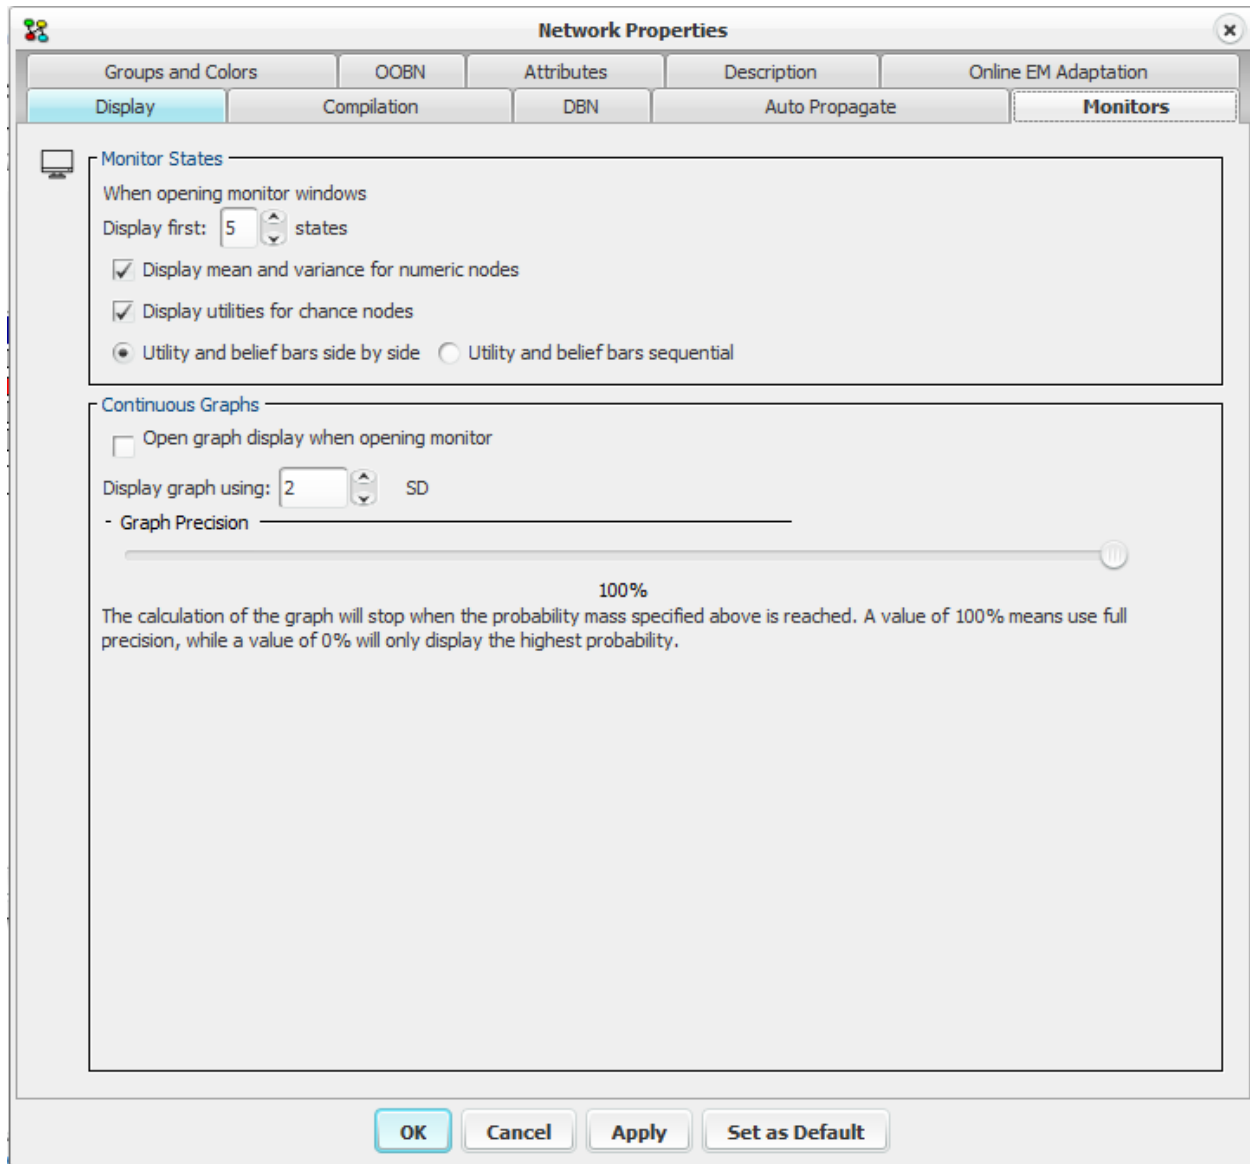 Network Properties
Groups and Colors OOBN Attributes Description Online EM Adaptation
Display Compilation DBN Auto Propagate Monitors
Monitor States
When opening monitor windows
Display first: 5 states
Display mean and variance for numeric nodes
Display utilities for chance nodes
Utility and belief bars side by side Utility and belief bars sequential
Continuous Graphs
Open graph display when opening monitor
Display graph using: 2 SD
- Graph Precision
100%
The calculation of the graph will stop when the probability mass specified above is reached. A value of 100% means use full
precision, while a value of 0% will only display the highest probability.
OK Cancel Apply Set as Default